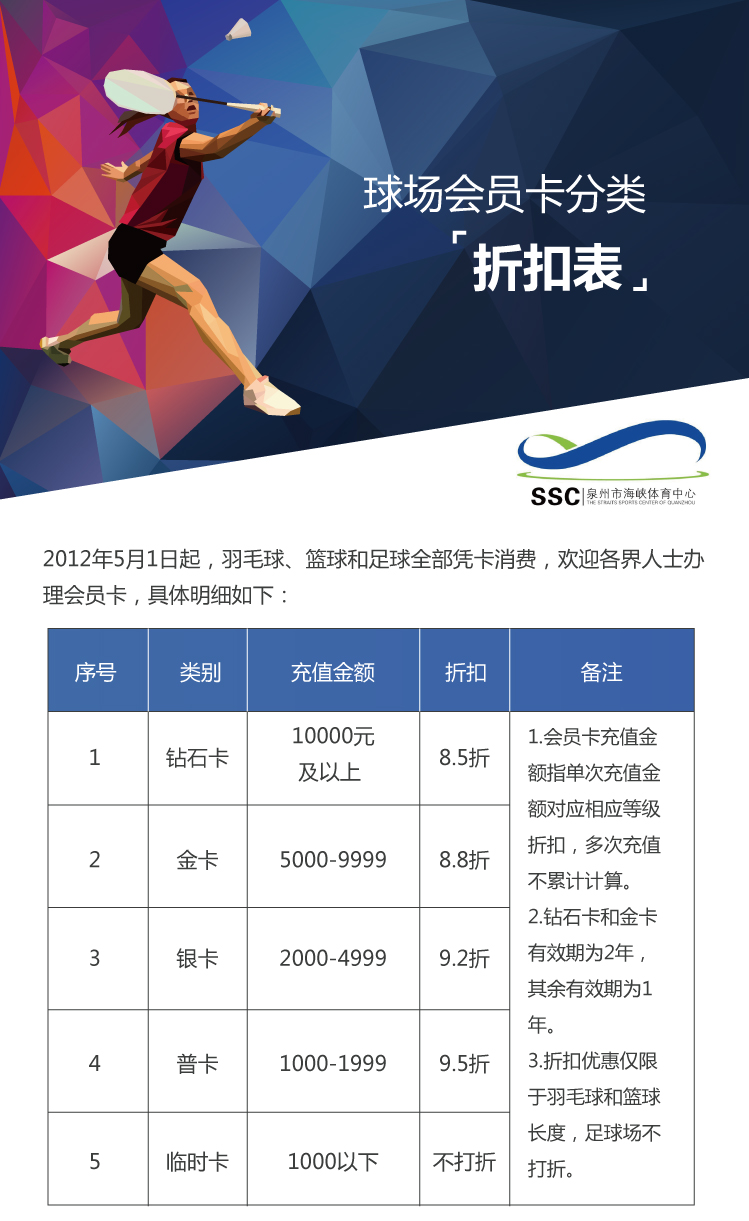 球场会员卡分类
「折扣表」
SSC 泉州市海峡体育中心
THE STRAITS SPORTS CENTER OF QUANZHOU
2012年5月1日起，羽毛球、篮球和足球全部凭卡消费，欢迎各界人士办
理会员卡，具体明细如下：
序号 类别 充值金额 折扣 备注
1 钻石卡 10000元
及以上 8.5折
2 金卡 5000-9999 8.8折
3 银卡 2000-4999 9.2折
4 普卡 1000-1999 9.5折
5 临时卡 1000以下 不打折
1.会员卡充值金
额指单次充值金
额对应相应等级
折扣，多次充值
不累计计算。
2.钻石卡和金卡
有效期为2年，
其余有效期为1
年。
3.折扣优惠仅限
于羽毛球和篮球
长度，足球场不
打折。